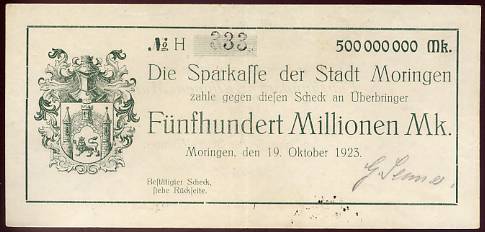 № H 333. 500 000 000 Mk.
Die Sparkasse der Stadt Moringen
zahle gegen diesen Scheck an Überbringer
Fünfhundert Millionen Mk.
Moringen, den 19. Oktober 1923.
Bestätigter Scheck,
siehe Rückseite.